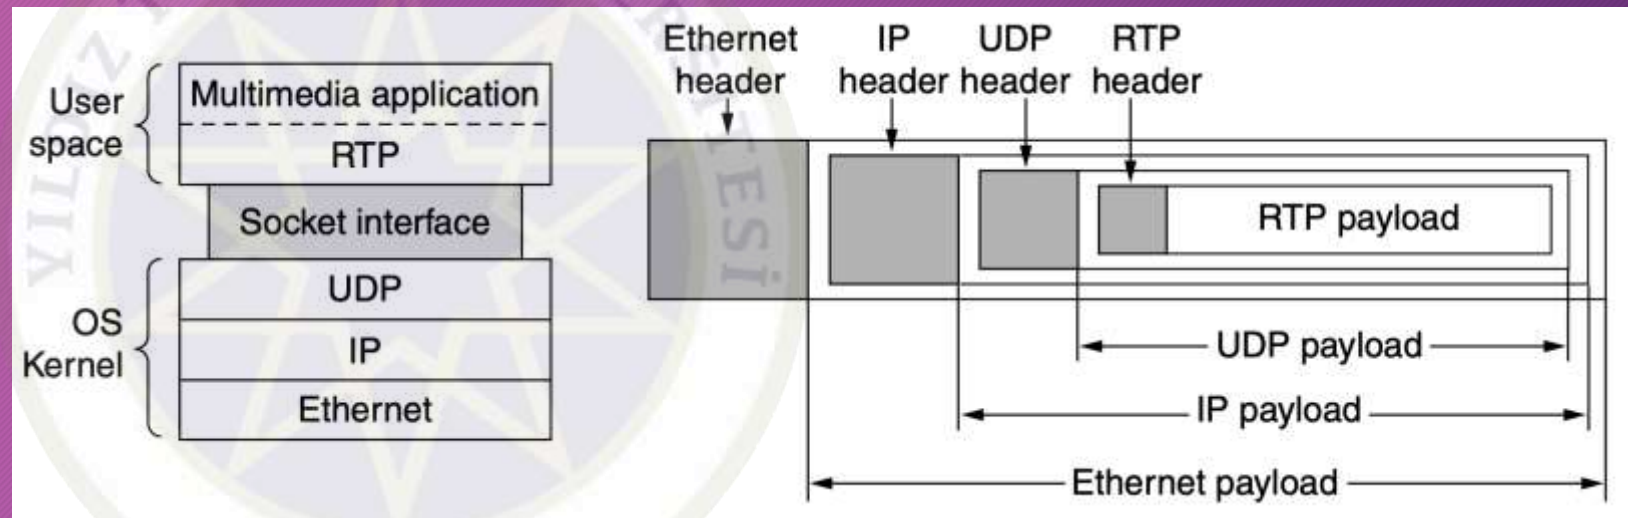 User
space
Multimedia application
RTP
Socket interface
OS
Kernel
UDP
IP
Ethernet
Ethernet
header
IP
header
UDP
header
RTP
header
RTP payload
UDP payload
IP payload
Ethernet payload
YILDIZ